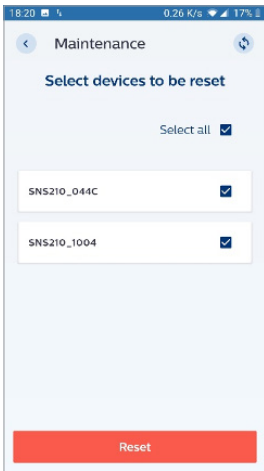 18:20 0.26 K/s 17%
Maintenance
Select devices to be reset
Select all
SNS210_044C
SNS210_1004
Reset